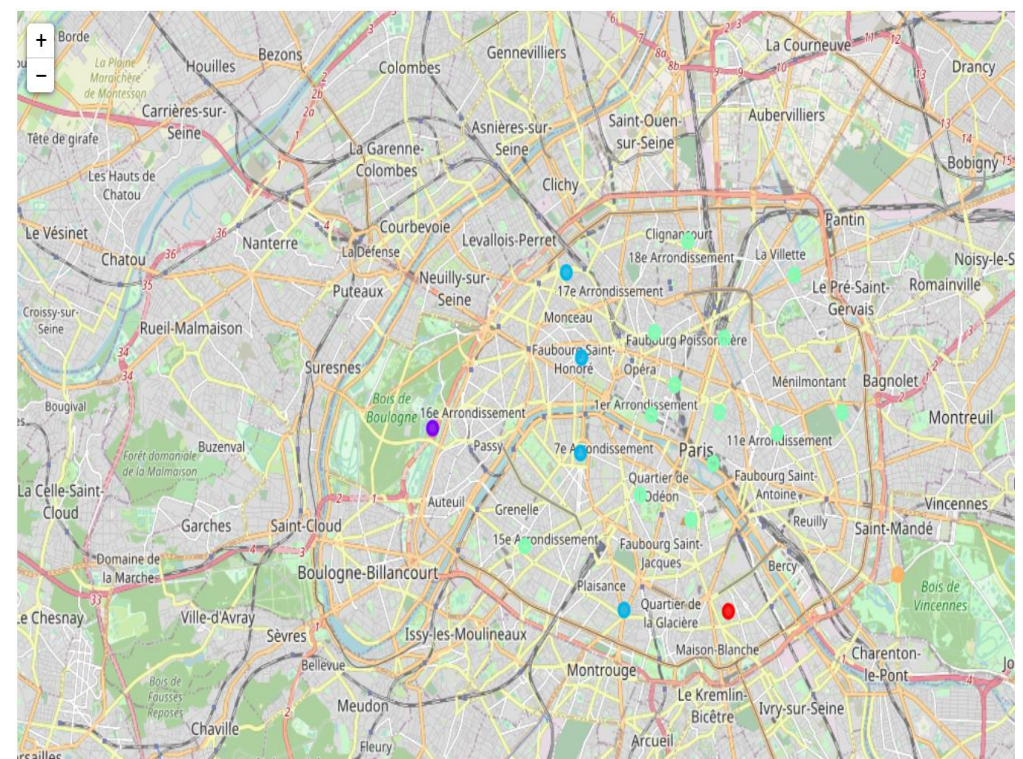 +
−
Borde
La Plaine
Maraîchère
de Montesson
Houilles
Bezons
Colombes
Gennevilliers
La Courneuve
Drancy
Carrières-sur-
Seine
Tête de girafe
Asnières-sur-
Seine
Saint-Ouen-
sur-Seine
Aubervilliers
Bobigny
La Garenne-
Colombes
Les Hauts de
Chatou
Clichy
Pantin
Le Vésinet
Nanterre
Courbevoie
La Défense
Levallois-Perret
Clignancourt
18e Arrondissement
La Villette
Chatou
Noisy-le-S
Puteaux
Neuilly-sur-
Seine
17e Arrondissement
Le Pré-Saint-
Gervais
Romainville
Croissy-sur-
Seine
Rueil-Malmaison
Monceau
Faubourg Poissonnière
Faubourg Saint-
Honoré
Opéra
Suresnes
Ménilmontant
Bagnolet
Bougival
Bois de
Boulogne
16e Arrondissement
1er Arrondissement
Montreuil
Buzenval
Passy
7e Arrondissement
Paris
11e Arrondissement
Forêt domaniale
de la Malmaison
Quartier de
l'Odéon
Faubourg Saint-
Antoine
La Celle-Saint-
Cloud
Auteuil
Grenelle
Vincennes
Garches
Saint-Cloud
Reuilly
Saint-Mandé
15e Arrondissement
Faubourg Saint-
Jacques
Domaine de
la Marche
Boulogne-Billancourt
Bercy
Plaisance
Bois de
Vincennes
Le Chesnay
Ville-d'Avray
Quartier de
la Glacière
Sèvres
Issy-les-Moulineaux
Maison-Blanche
Charenton-
le-Pont
Bellevue
Montrouge
Bois de
Fausses
Reposes
Meudon
Le Kremlin-
Bicêtre
Ivry-sur-Seine
Chaville
Arcueil
Fleury
ersailles